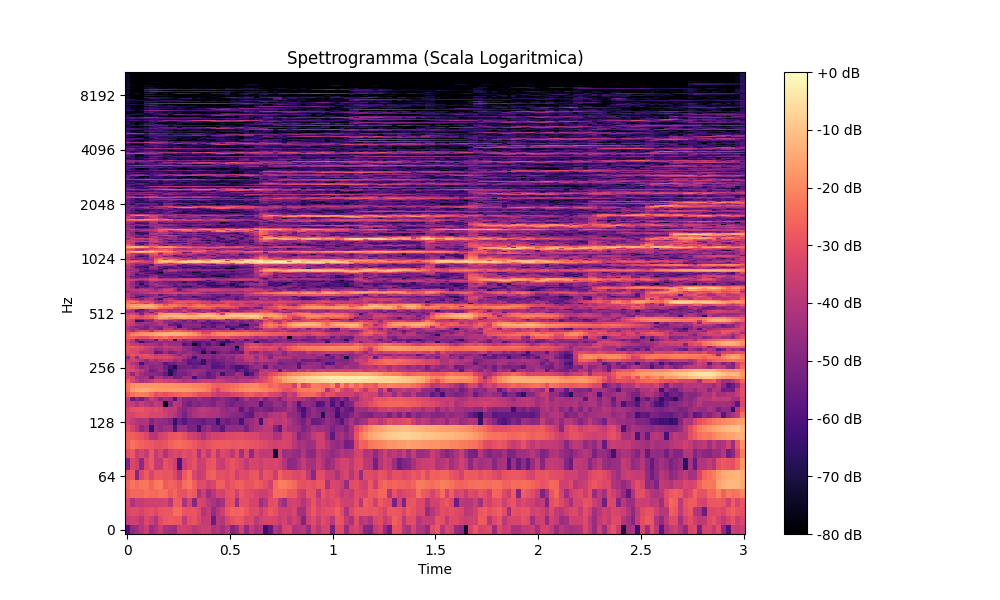 Spettrogramma (Scala Logaritmica)
Hz
8192
4096
2048
1024
512
256
128
64
0
0
0.5
1
1.5
2
2.5
3
Time
+0 dB
-10 dB
-20 dB
-30 dB
-40 dB
-50 dB
-60 dB
-70 dB
-80 dB